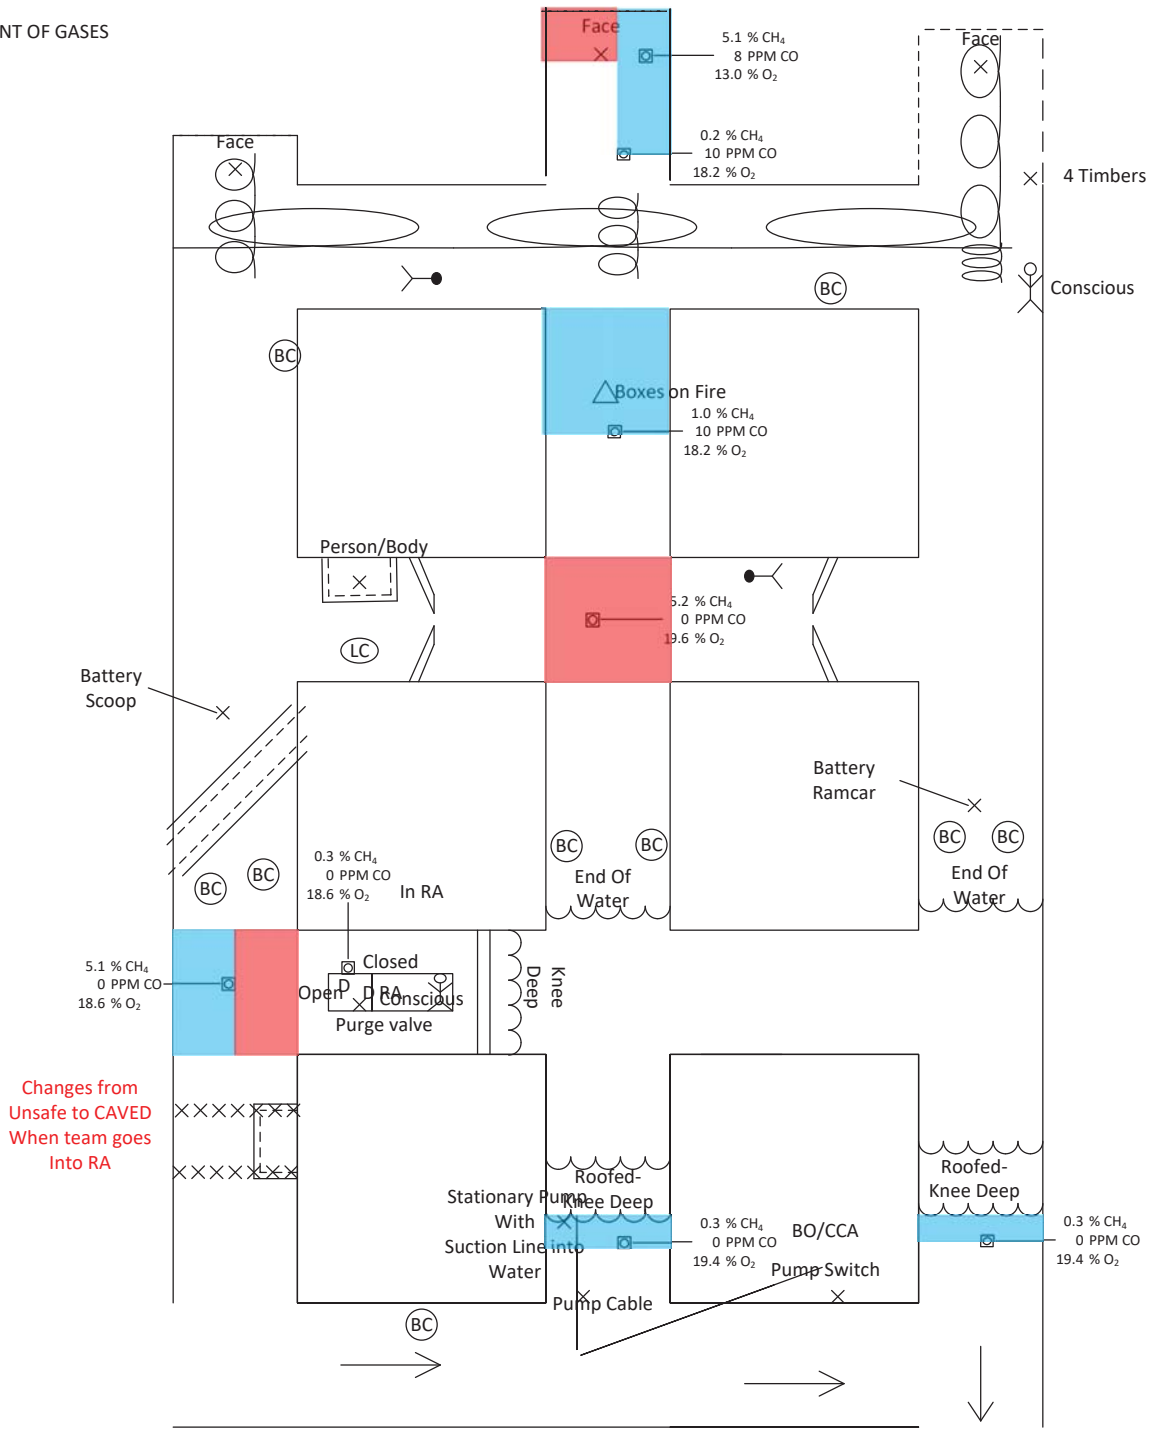 NT OF GASES
Face
5.1 % CH₄
8 PPM CO
13.0 % O₂
Face
0.2 % CH₄
10 PPM CO
18.2 % O₂
Face
4 Timbers
BC
Conscious
BC
Boxes on Fire
1.0 % CH₄
10 PPM CO
18.2 % O₂
Person/Body
5.2 % CH₄
0 PPM CO
19.6 % O₂
LC
Battery
Scoop
Battery
Ramcar
BC
BC
BC
BC
0.3 % CH₄
0 PPM CO
18.6 % O₂
In RA
BC
BC
End Of
Water
End Of
Water
5.1 % CH₄
0 PPM CO
18.6 % O₂
Closed
D
Open
D RA
Conscious
Purge valve
Knee
Deep
Changes from
Unsafe to CAVED
When team goes
Into RA
Roofed-
Knee Deep
Roofed-
Knee Deep
Stationary Pump
With
Suction Line into
Water
0.3 % CH₄
0 PPM CO
19.4 % O₂
BO/CCA
0.3 % CH₄
0 PPM CO
19.4 % O₂
Pump Switch
Pump Cable
BC